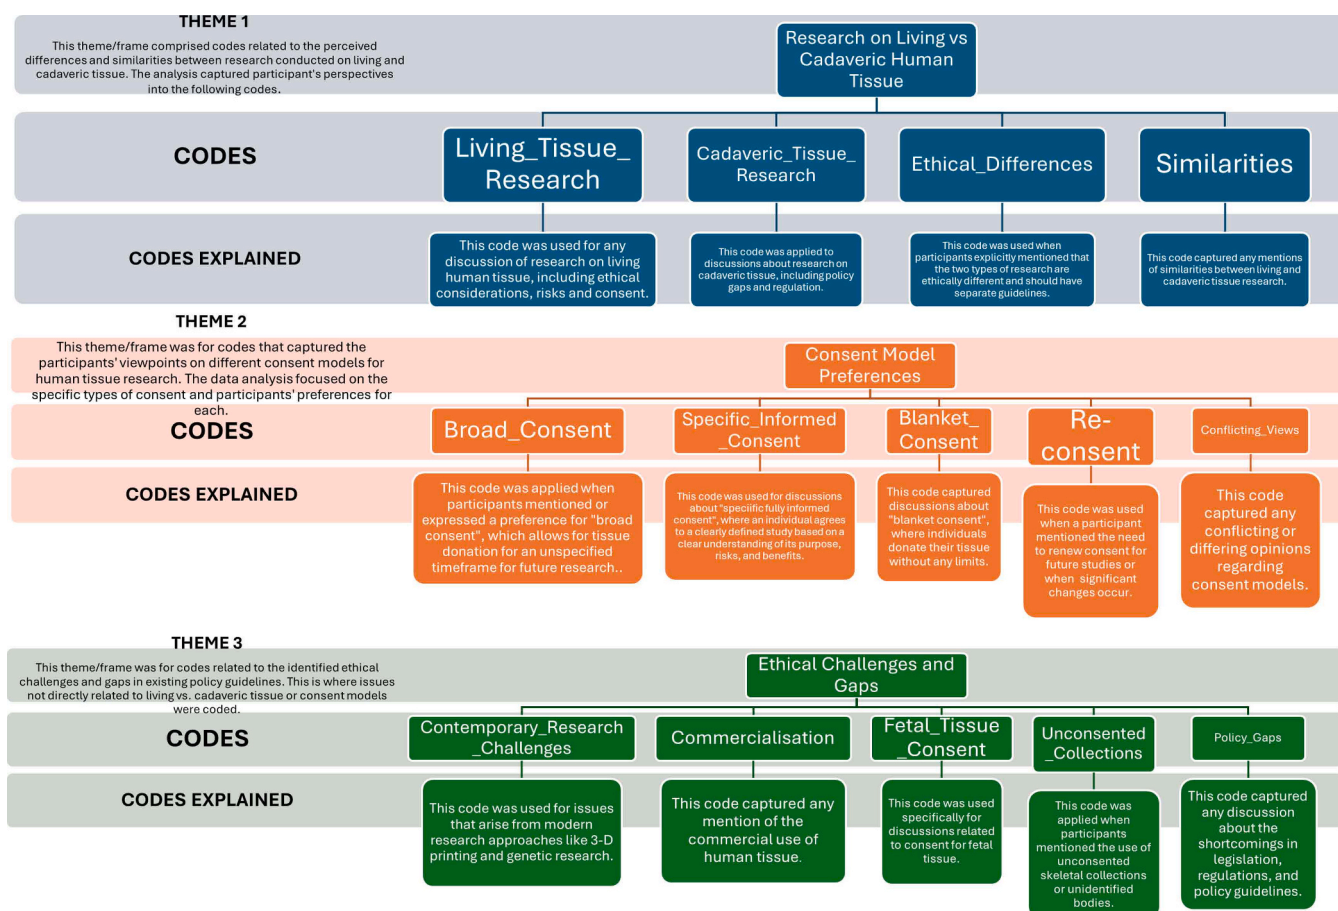 THEME 1
This theme/frame comprised codes related to the perceived
differences and similarities between research conducted on living and
cadaveric tissue. The analysis captured participant's perspectives
into the following codes.
Research on Living vs
Cadaveric Human
Tissue
CODES
Living_Tissue_
Research
Cadaveric_Tissue_
Research
Ethical_Differences
Similarities
CODES EXPLAINED
This code was used for any
discussion of research on living
human tissue, including ethical
considerations, risks and consent.
This code was applied to
discussions about research on
cadaveric tissue, including policy
gaps and regulation.
This code was used when
participants explicitly mentioned that
the two types of research are
ethically different and should have
separate guidelines.
This code captured any mentions
of similarities between living and
cadaveric tissue research.
THEME 2
This theme/frame was for codes that captured the
participants' viewpoints on different consent models for
human tissue research. The data analysis focused on the
specific types of consent and participants' preferences for
each.
Consent Model
Preferences
CODES
Broad_Consent
Specific_Informed
_Consent
Blanket_
Consent
Re-
consent
Conflicting_Views
CODES EXPLAINED
This code was applied when
participants mentioned or
expressed a preference for "broad
consent", which allows for tissue
donation for an unspecified
timeframe for future research..
This code was used for discussions
about "speciific fully informed
consent", where an individual agrees
to a clearly defined study based on a
clear understanding of its purpose,
risks, and benefits.
This code captured
discussions about
"blanket consent",
where individuals
donate their tissue
without any limits.
This code was used
when a participant
mentioned the need
to renew consent for
future studies or
when significant
changes occur.
This code
captured any
conflicting or
differing opinions
regarding
consent models.
THEME 3
This theme/frame was for codes related to the identified ethical
challenges and gaps in existing policy guidelines. This is where issues
not directly related to living vs. cadaveric tissue or consent models
were coded.
Ethical Challenges and
Gaps
CODES
Contemporary_Research
_Challenges
Commercialisation
Fetal_Tissue
_Consent
Unconsented
_Collections
Policy_Gaps
CODES EXPLAINED
This code was used for issues
that arise from modern
research approaches like 3-D
printing and genetic research.
This code captured any
mention of the
commercial use of
human tissue.
This code was used
specifically for
discussions related
to consent for fetal
tissue.
This code was
applied when
participants
mentioned the use of
unconsented
skeletal collections
or unidentified
bodies.
This code captured
any discussion
about the
shortcomings in
legislation,
regulations, and
policy guidelines.